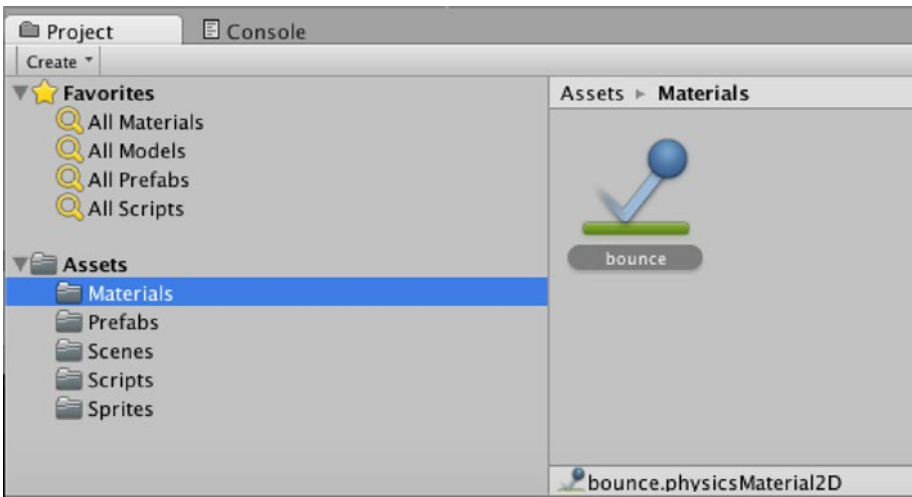 Project
Console
Create
Favorites
All Materials
All Models
All Prefabs
All Scripts
Assets
Materials
Prefabs
Scenes
Scripts
Sprites
Assets ▸ Materials
bounce
bounce.physicsMaterial2D